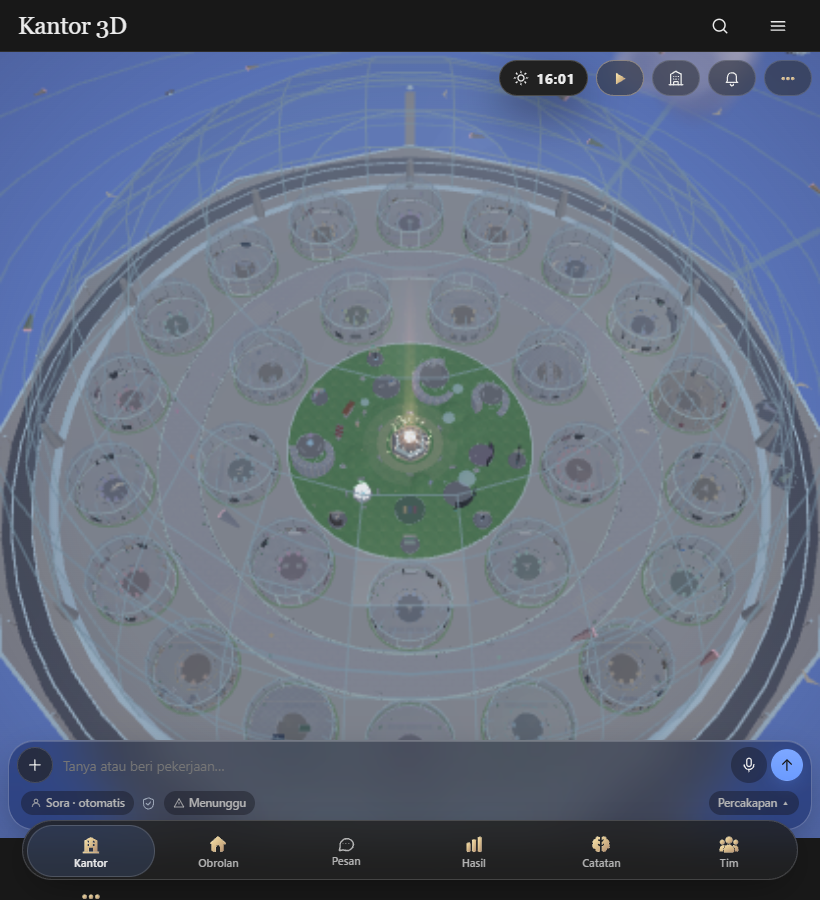 Kantor 3D
16:01
Tanya atau beri pekerjaan...
Sora · otomatis
Menunggu
Percakapan
Kantor
Obrolan
Pesan
Hasil
Catatan
Tim